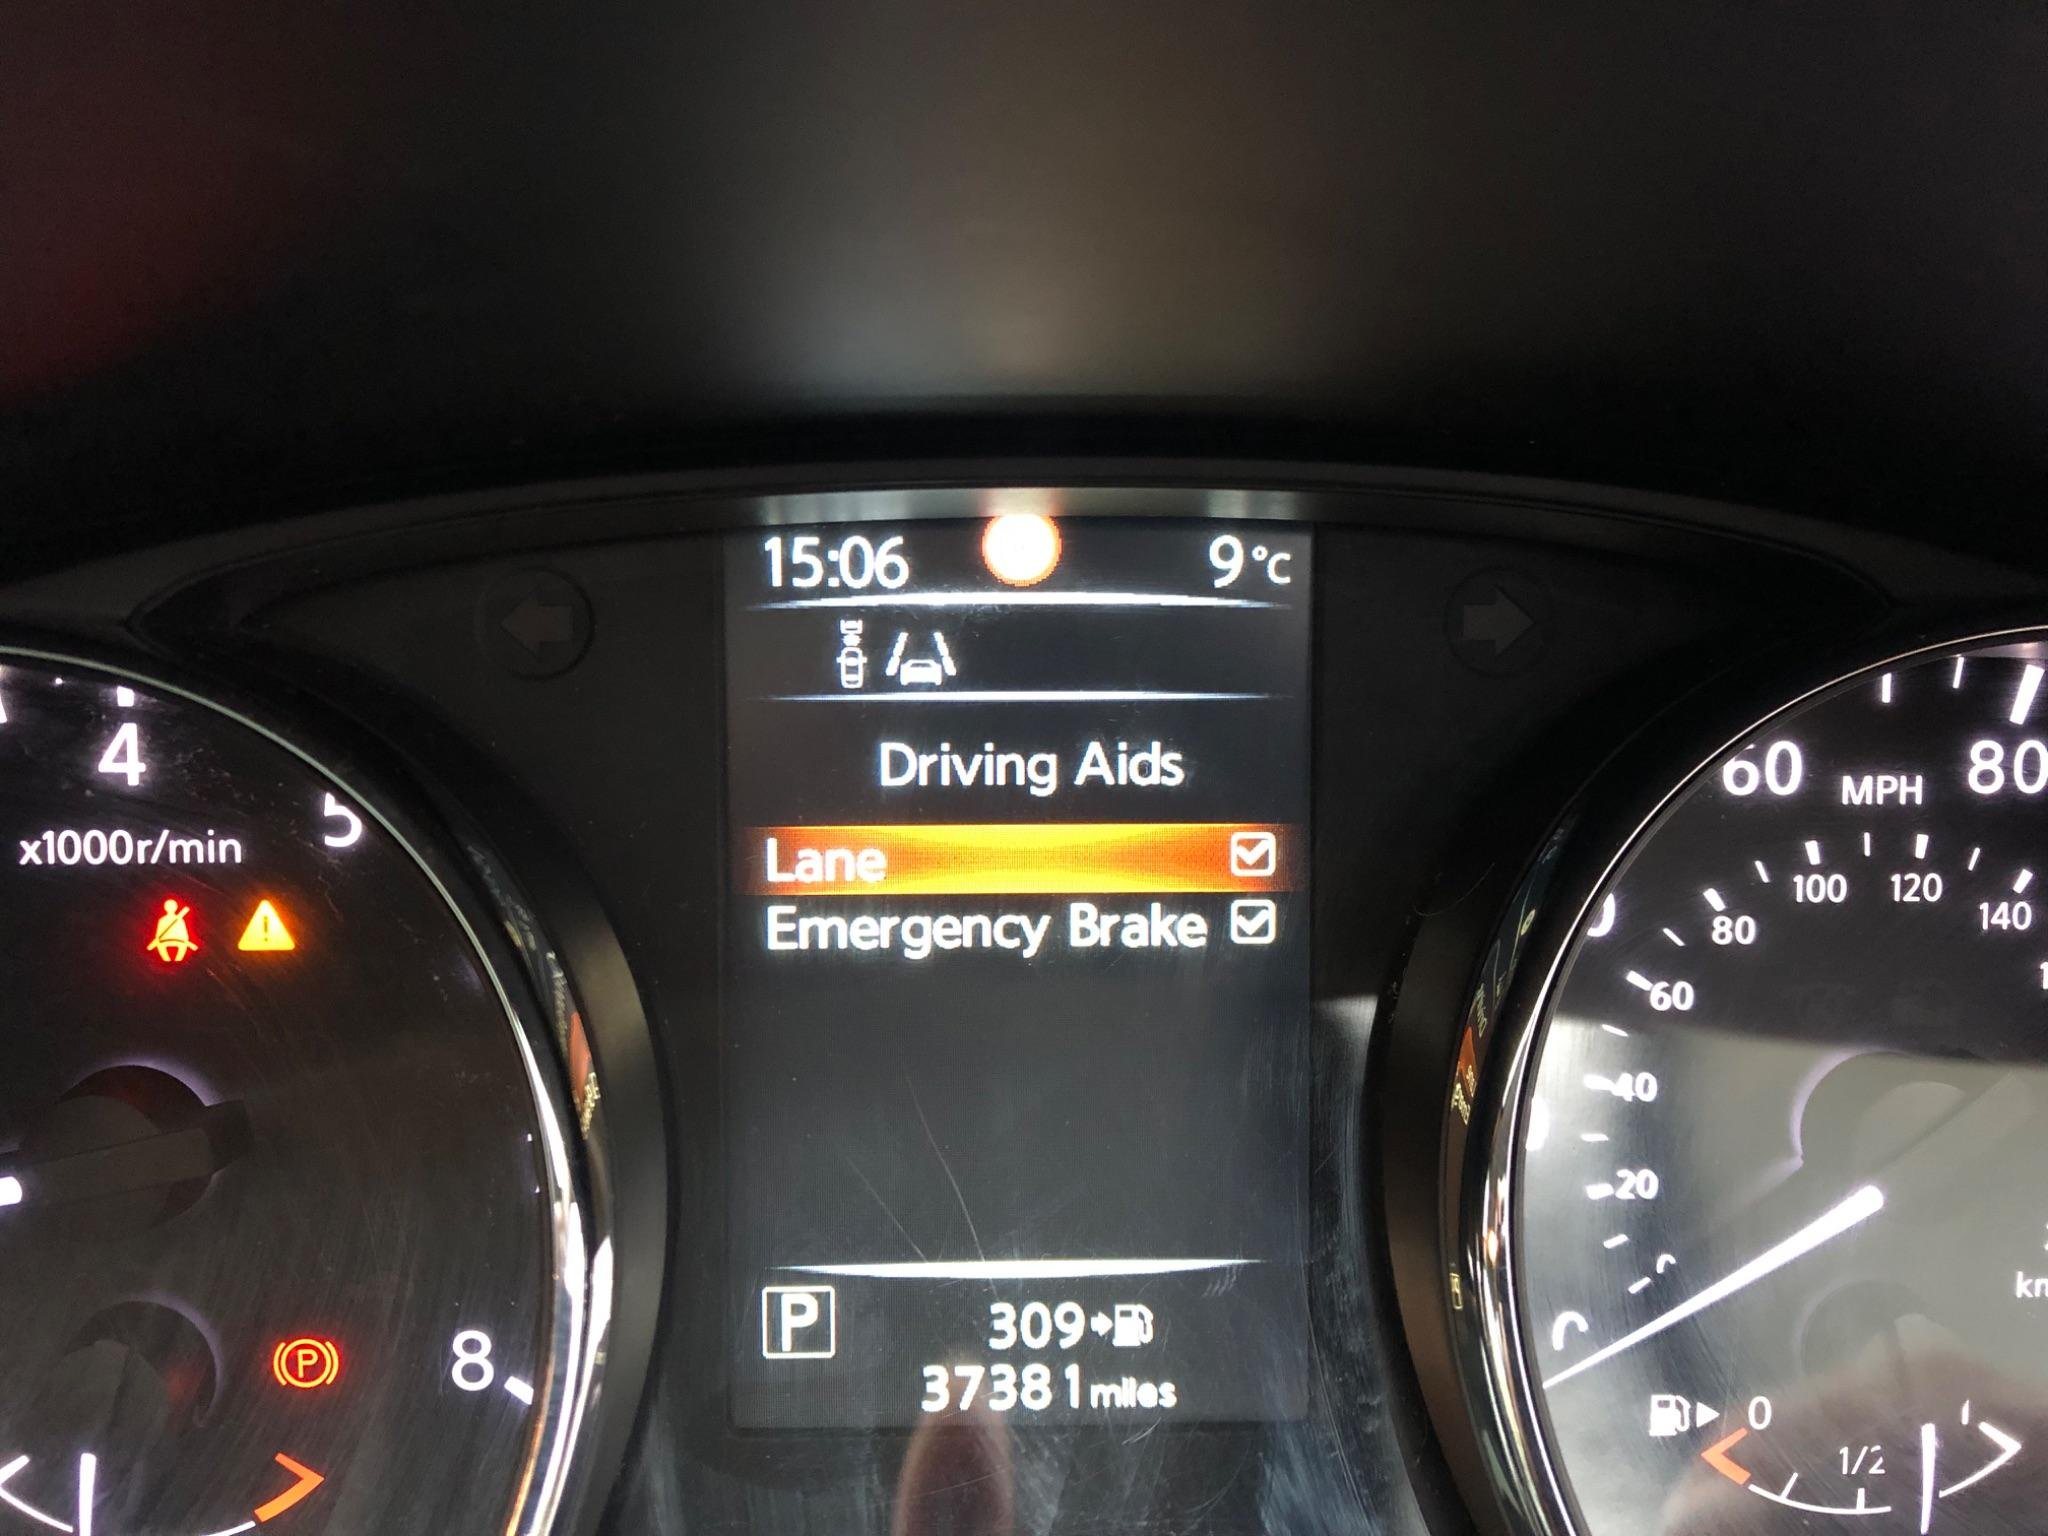 15:06 9°C
Driving Aids
Lane
Emergency Brake
P 309
37381 miles
4
5
x1000r/min
P
8
60 MPH 80
80 100 120 140
60
40
20
0
1/2
1